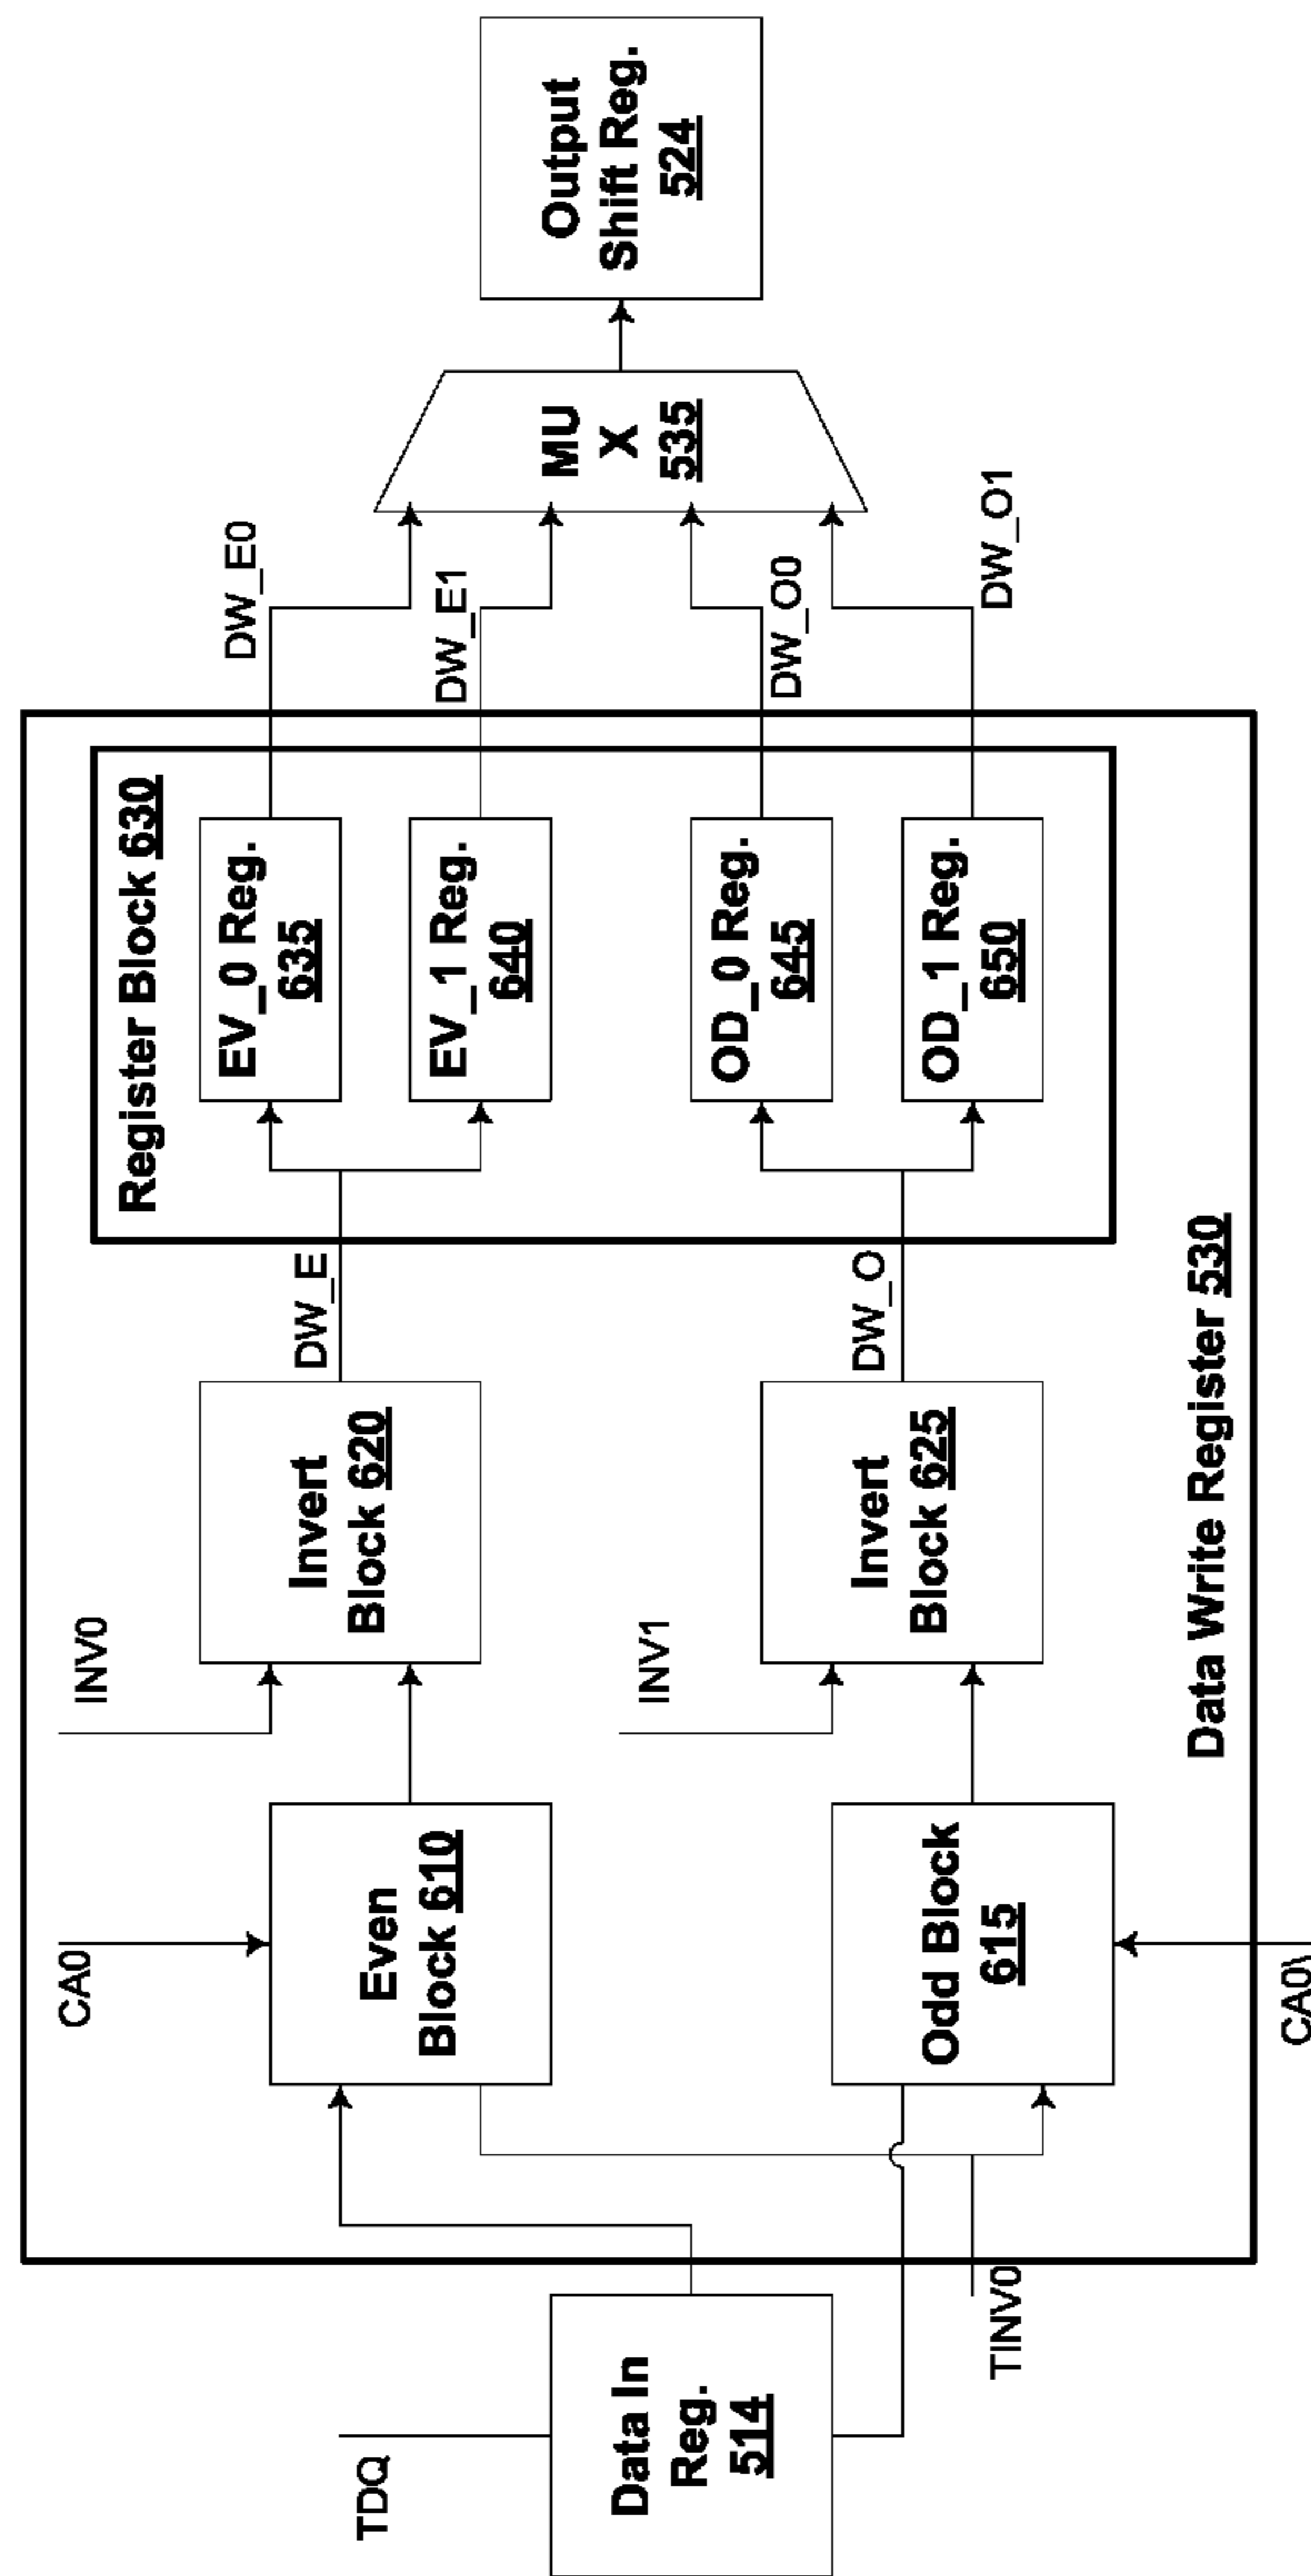 TDQ
Data In
Reg.
514
TINV0
CA0
Even
Block 610
Odd Block
615
CA0\
INV0
INV1
Invert
Block 620
Invert
Block 625
DW_E
DW_O
Data Write Register 530
Register Block 630
EV_0 Reg.
635
EV_1 Reg.
640
OD_0 Reg.
645
OD_1 Reg.
650
DW_E0
DW_E1
DW_O0
DW_O1
MU
X
535
Output
Shift Reg.
524